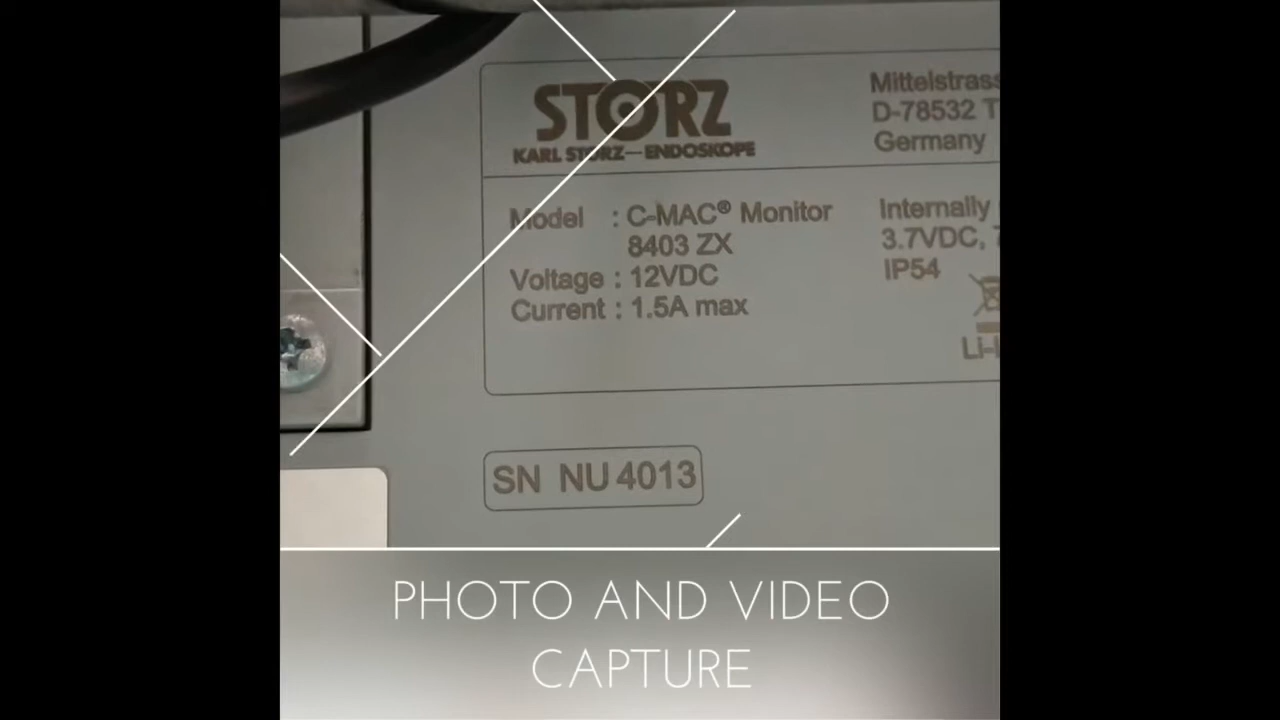 STORZ
KARL STORZ—ENDOSKOPE
Mittelstrass
D-78532 T
Germany
Model : C-MAC® Monitor
8403 ZX
Voltage : 12VDC
Current : 1.5A max
Internally
3.7VDC,
IP54
Li-
SN NU 4013
PHOTO AND VIDEO
CAPTURE